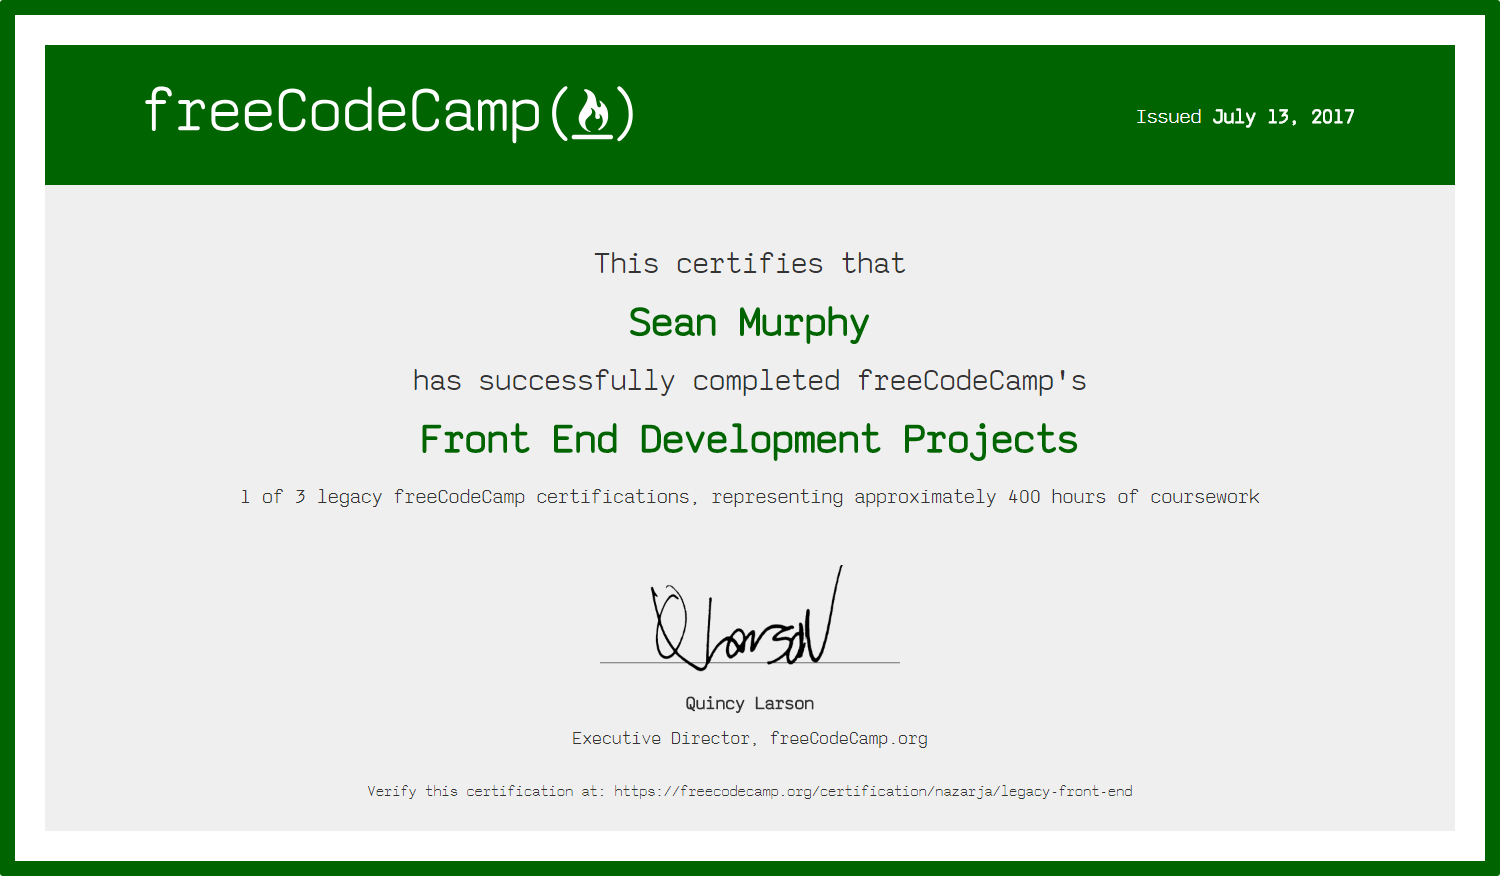 freeCodeCamp()
Issued July 13, 2017
This certifies that
Sean Murphy
has successfully completed freeCodeCamp's
Front End Development Projects
1 of 3 legacy freeCodeCamp certifications, representing approximately 400 hours of coursework
Q Larson
Quincy Larson
Executive Director, freeCodeCamp.org
Verify this certification at: https://freecodecamp.org/certification/nazarja/legacy-front-end